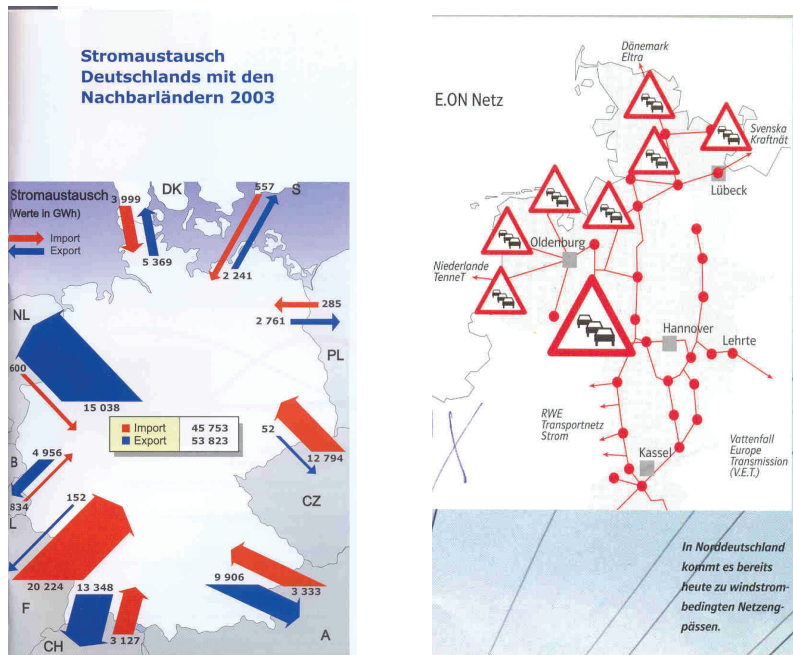 Stromaustausch
Deutschlands mit den
Nachbarländern 2003
Stromaustausch
(Werte in GWh)
Import
Export
DK
S
3 999
557
5 369
2 241
285
2 761
NL
PL
600
15 038
Import 45 753
Export 53 823
52
12 794
B
4 956
CZ
834
L
152
20 224
13 348
9 906
3 333
F
3 127
CH
A
Dänemark
Eltra
E.ON Netz
Svenska
Kraftnät
Lübeck
Oldenburg
Niederlande
TenneT
Hannover
Lehrte
RWE
Transportnetz
Strom
Kassel
Vattenfall
Europe
Transmission
(V.E.T.)
In Norddeutschland
kommt es bereits
heute zu windstrom-
bedingten Netzeng-
pässen.